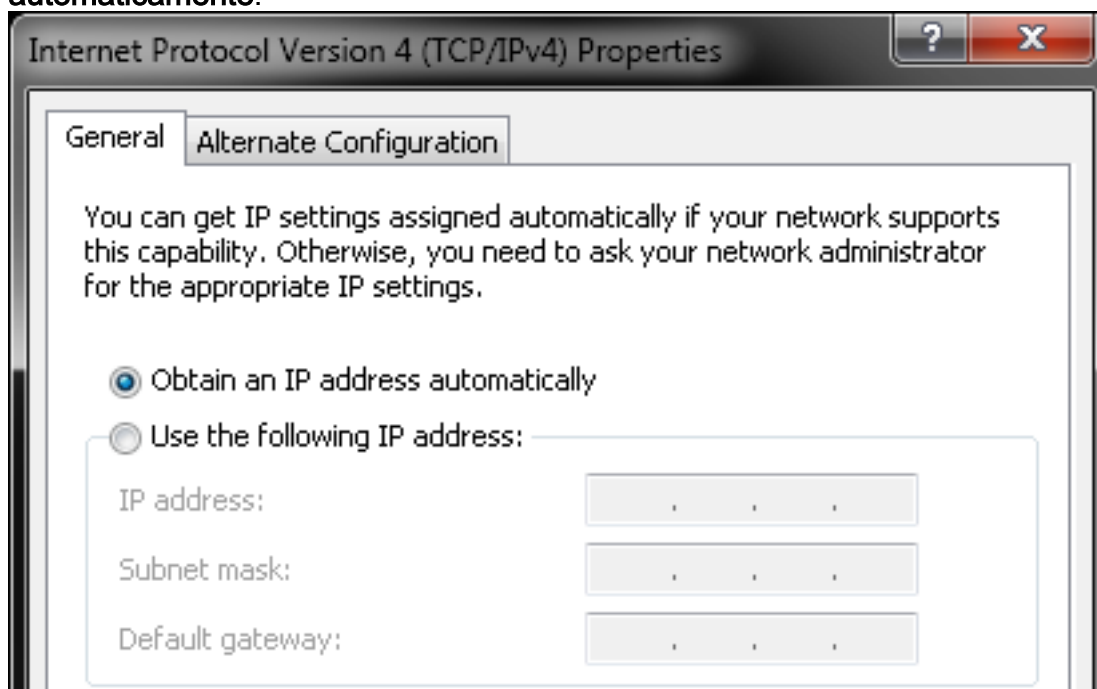 automaticamente.
Internet Protocol Version 4 (TCP/IPv4) Properties
? X
General
Alternate Configuration
You can get IP settings assigned automatically if your network supports
this capability. Otherwise, you need to ask your network administrator
for the appropriate IP settings.
Obtain an IP address automatically
Use the following IP address:
IP address:
. . .
Subnet mask:
. . .
Default gateway:
. . .